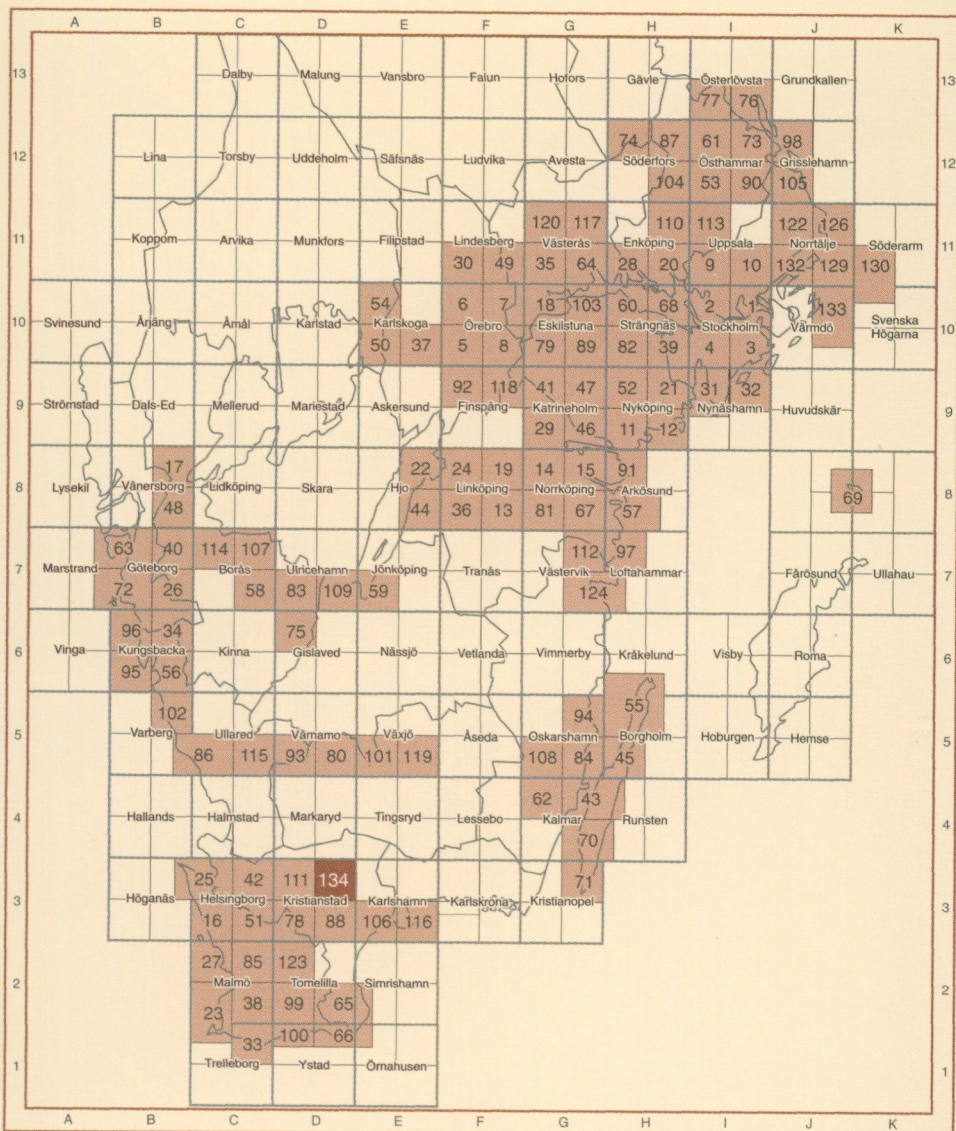 A B C D E F G H I J K
13 Dalby Malung Vansbro Falun Hofors Gävle Österlövsta Grundkallen 13
77 76
74 87 61 73 98
12 Lina Torsby Uddeholm Säfsnäs Ludvika Avesta Söderfors Östhammar Grisslehamn 12
104 53 90 105
120 117 110 113 122 126
11 Koppom Arvika Munkfors Filipstad Lindesberg Västerås Enköping Uppsala Norrtälje Söderarm 11
30 49 35 64 28 20 9 10 132 129 130
54 6 7 18 103 60 68 2 1 133
10 Svinesund Årjäng Åmål Karlstad Karlskoga Örebro Eskilstuna Strängnäs Stockholm Värmdö Svenska Högarna 10
50 37 5 8 79 89 82 39 4 3
92 118 41 47 52 21 31 32
9 Strömstad Dals-Ed Mellerud Mariestad Askersund Finspång Katrineholm Nyköping Nynäshamn Huvudskär 9
29 46 11 12
17 22 24 19 14 15 91
8 Lysekil Vänersborg Lidköping Skara Hjo Linköping Norrköping Arkösund 69 8
48 44 36 13 81 67 57
63 40 114 107 112 97
7 Marstrand Göteborg Borås Ulricehamn Jönköping Tranås Västervik Loftahammar Fårösund Ullahau 7
72 26 58 83 109 59 124
96 34 75
6 Vinga Kungsbacka Kinna Gislaved Nässjö Vetlanda Vimmerby Kråkelund Visby Roma 6
95 56
102 94 55
5 Varberg Ullared Värnamo Växjö Åseda Oskarshamn Borgholm Hoburgen Hemse 5
86 115 93 80 101 119 108 84 45
62 43
4 Hallands Halmstad Markaryd Tingsryd Lessebo Kalmar Runsten 4
70
25 42 111 134 71
3 Höganäs Helsingborg Kristianstad Karlshamn Karlskrona Kristianopel 3
16 51 78 88 106 116
27 85 123
2 Malmö Tomelilla Simrishamn 2
23 38 99 65
33 100 66
1 Trelleborg Ystad Örnahusen 1
A B C D E F G H I J K